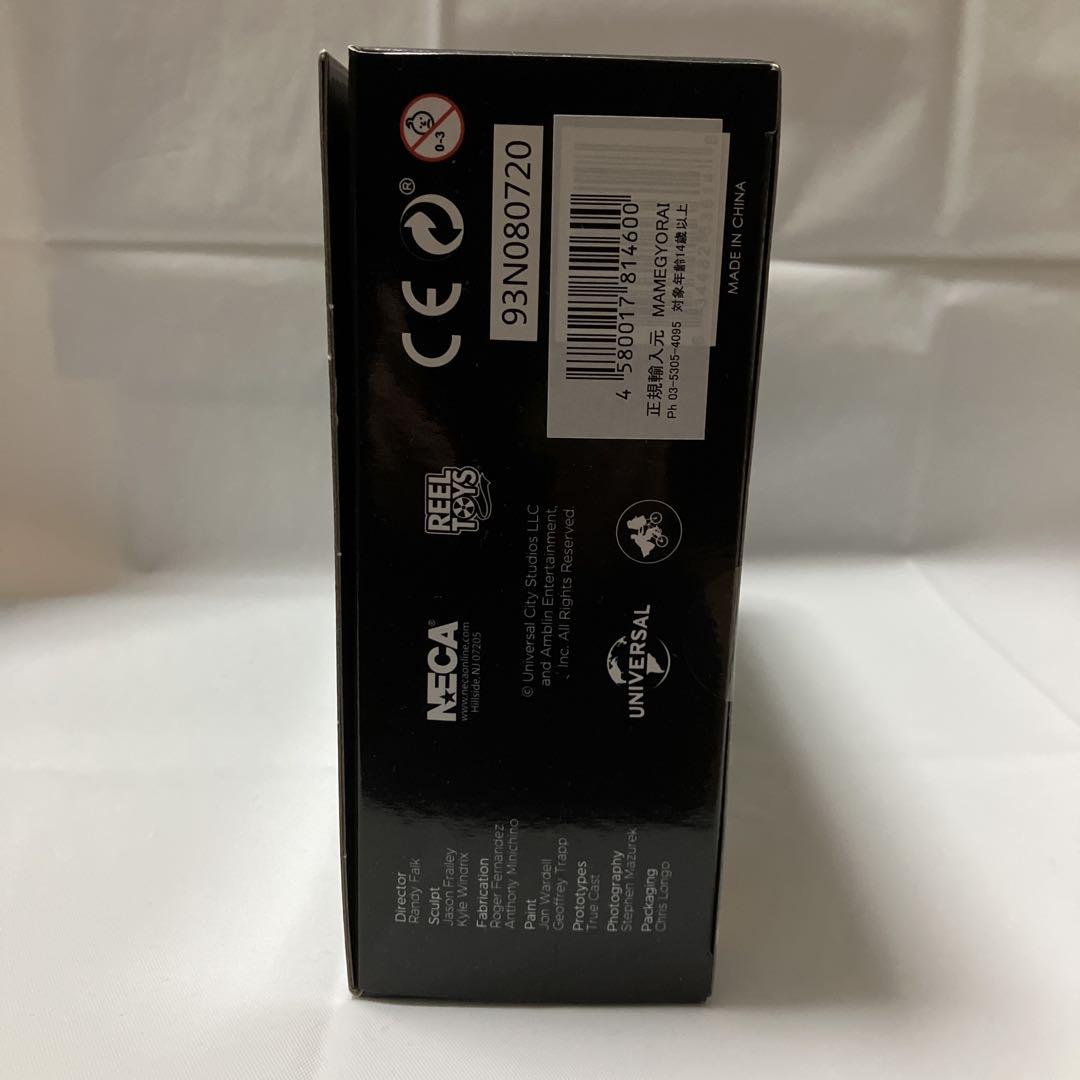 0-3
®
CE
93N080720
4 580017 814600
正規輸入元 MAMEGYORAI
Ph 03-5305-4095 対象年齢14歳以上
MADE IN CHINA
REEL
TOYS
NECA®
www.necaonline.com
Hillside, NJ 07205
© Universal City Studios LLC
and Amblin Entertainment,
Inc. All Rights Reserved.
UNIVERSAL
Director
Randy Falk
Sculpt
Jason Frailey
Kyle Windrix
Fabrication
Roger Fernandez
Anthony Minichino
Paint
Jon Wardell
Geoffrey Trapp
Prototypes
True Cast
Photography
Stephen Mazurek
Packaging
Chris Longo